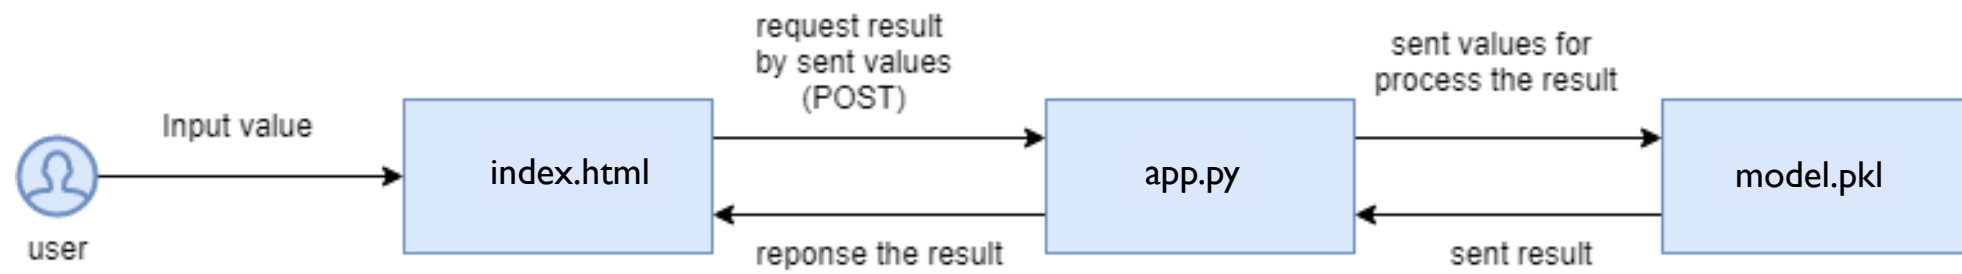 request result
by sent values
(POST)
sent values for
process the result
Input value
index.html
app.py
model.pkl
user
reponse the result
sent result